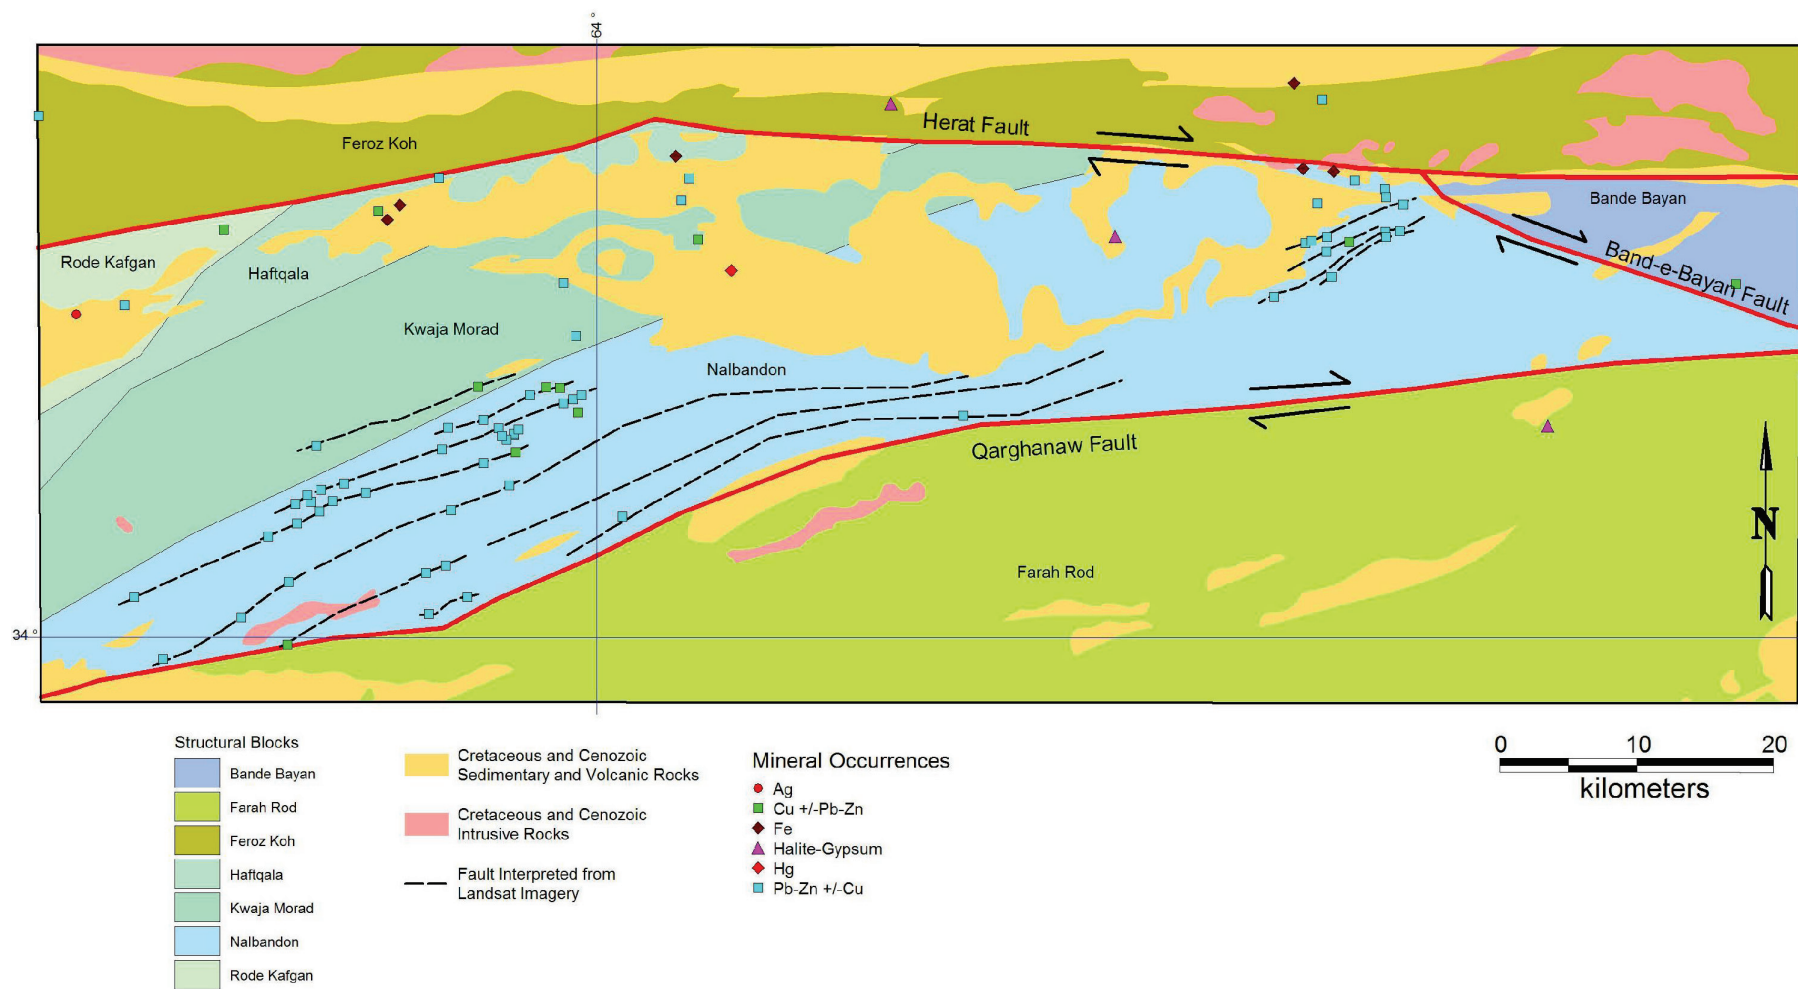 64 °
Feroz Koh
Herat Fault
Bande Bayan
Rode Kafgan
Haftqala
Band-e-Bayan Fault
Kwaja Morad
Nalbandon
Qarghanaw Fault
N
Farah Rod
34 °
Structural Blocks
Bande Bayan
Farah Rod
Feroz Koh
Haftqala
Kwaja Morad
Nalbandon
Rode Kafgan
Cretaceous and Cenozoic
Sedimentary and Volcanic Rocks
Cretaceous and Cenozoic
Intrusive Rocks
Fault Interpreted from
Landsat Imagery
Mineral Occurrences
Ag
Cu +/-Pb-Zn
Fe
Halite-Gypsum
Hg
Pb-Zn +/-Cu
0 10 20
kilometers